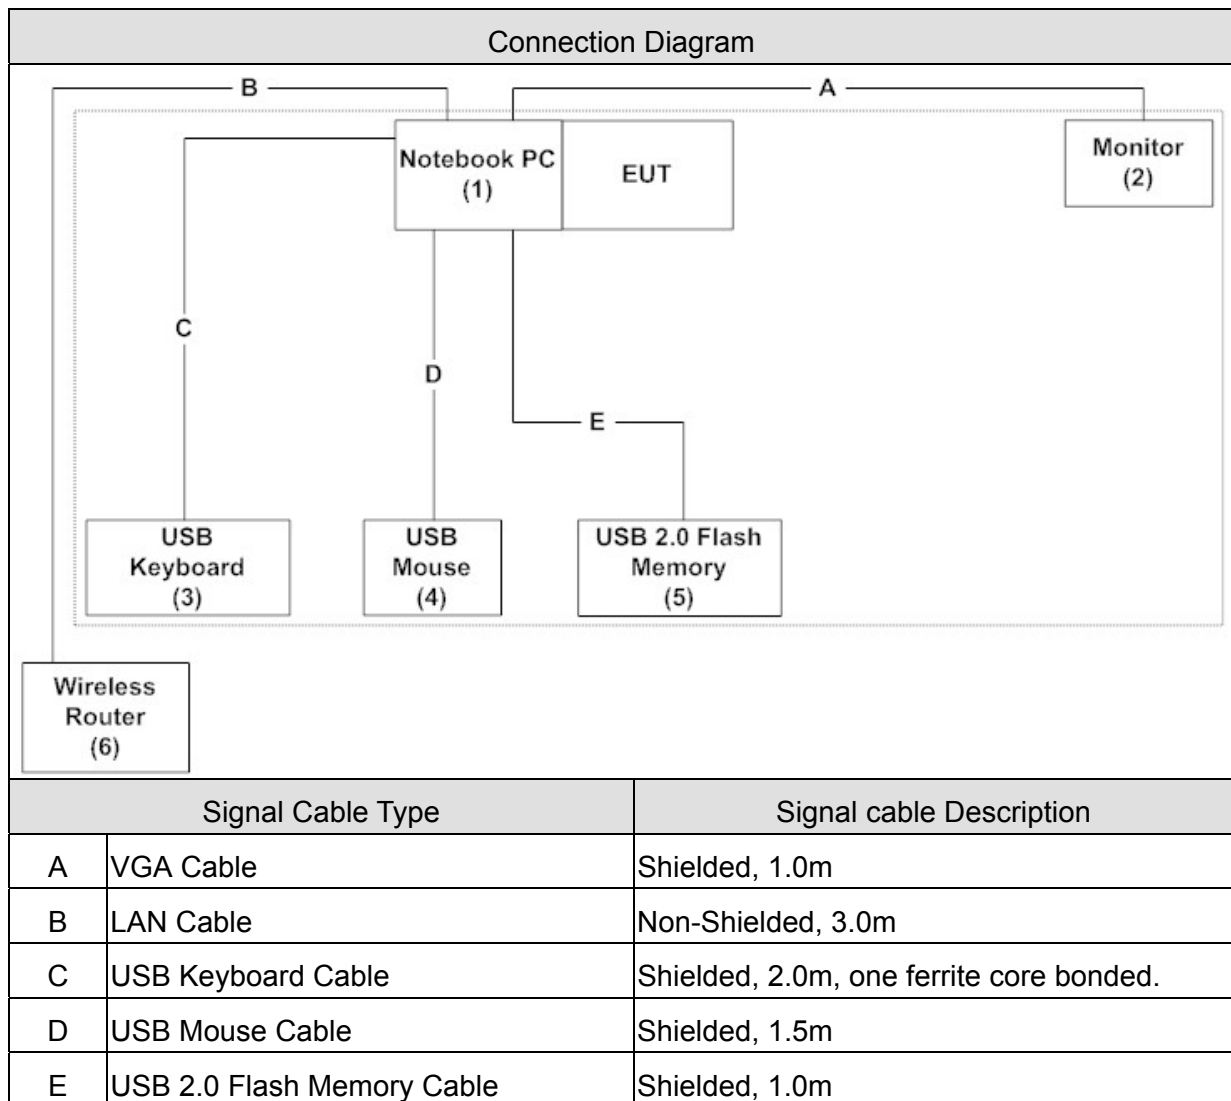 Connection Diagram
B
A
Notebook PC
(1)
EUT
Monitor
(2)
C
D
E
USB
Keyboard
(3)
USB
Mouse
(4)
USB 2.0 Flash
Memory
(5)
Wireless
Router
(6)
Signal Cable Type Signal cable Description
A VGA Cable Shielded, 1.0m
B LAN Cable Non-Shielded, 3.0m
C USB Keyboard Cable Shielded, 2.0m, one ferrite core bonded.
D USB Mouse Cable Shielded, 1.5m
E USB 2.0 Flash Memory Cable Shielded, 1.0m